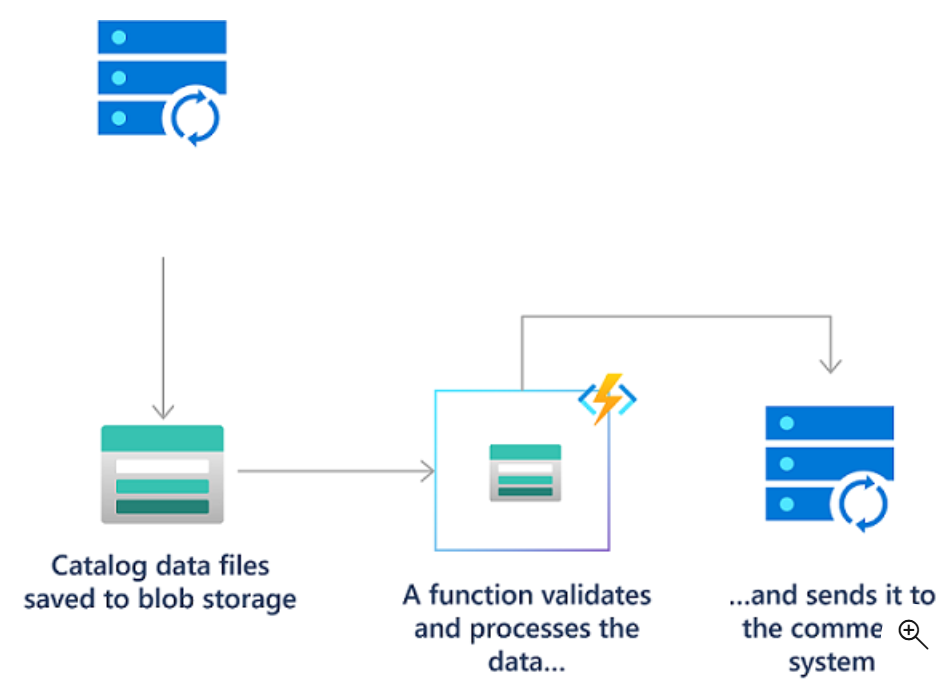 Catalog data files
saved to blob storage
A function validates
and processes the
data...
...and sends it to
the comme
system